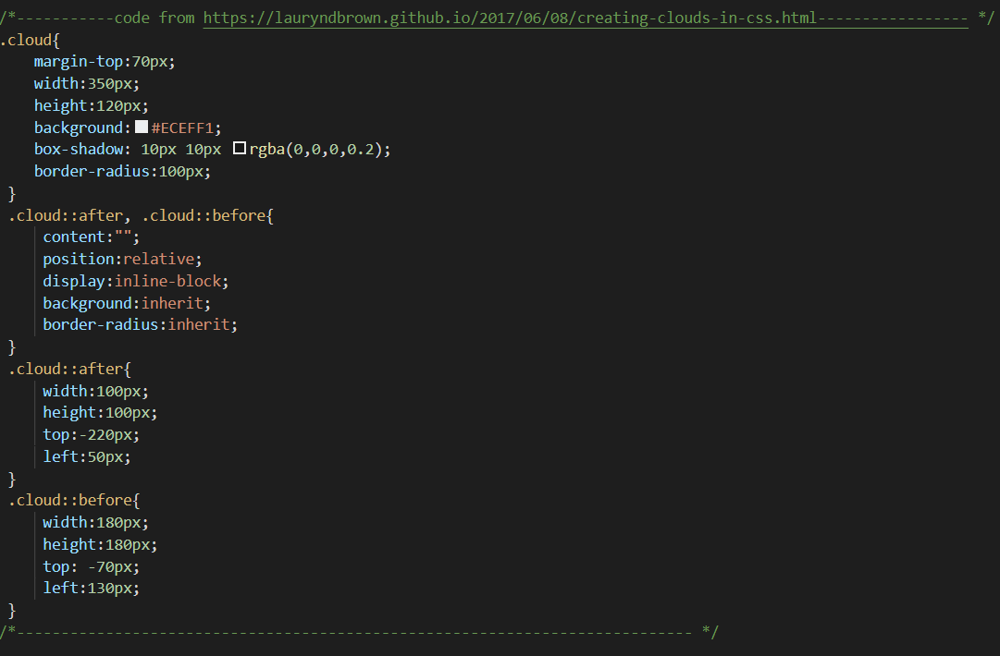 /*-----------code from https://lauryndbrown.github.io/2017/06/08/creating-clouds-in-css.html----------------- */
.cloud{
    margin-top:70px;
    width:350px;
    height:120px;
    background:#ECEFF1;
    box-shadow: 10px 10px rgba(0,0,0,0.2);
    border-radius:100px;
 }
 .cloud::after, .cloud::before{
     content:"";
     position:relative;
     display:inline-block;
     background:inherit;
     border-radius:inherit;
 }
 .cloud::after{
     width:100px;
     height:100px;
     top:-220px;
     left:50px;
 }
 .cloud::before{
     width:180px;
     height:180px;
     top: -70px;
     left:130px;
 }
/*---------------------------------------------------------------------------- */